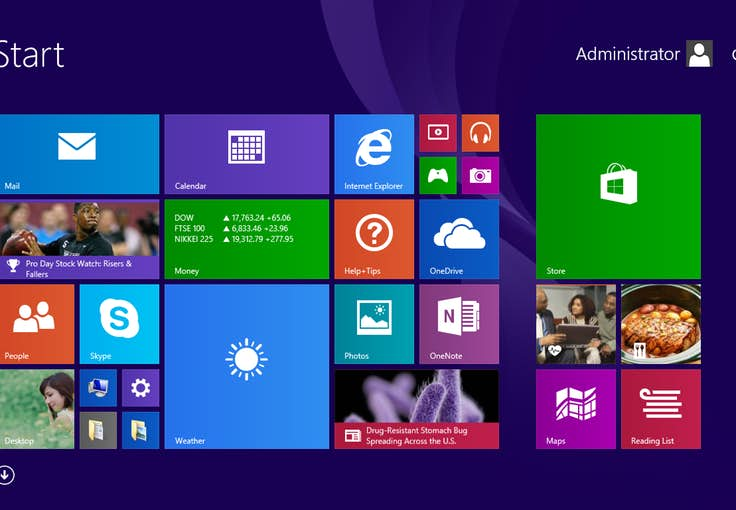 Start
Administrator
Mail
Calendar
Internet Explorer
Pro Day Stock Watch: Risers &
Fallers
DOW ▲ 17,763.24 +65.06
FTSE 100 ▲ 6,833.46 +23.96
NIKKEI 225 ▲ 19,312.79 +277.95
Money
Help+Tips
OneDrive
Store
People
Skype
Weather
Photos
N
OneNote
Desktop
Drug-Resistant Stomach Bug
Spreading Across the U.S.
Maps
Reading List